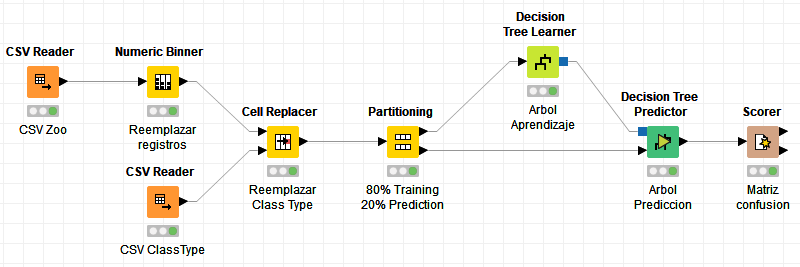 CSV Reader
CSV Zoo
Numeric Binner
Reemplazar
registros
CSV Reader
CSV ClassType
Cell Replacer
Reemplazar
Class Type
Partitioning
80% Training
20% Prediction
Decision
Tree Learner
Arbol
Aprendizaje
Decision Tree
Predictor
Arbol
Prediccion
Scorer
Matriz
confusion